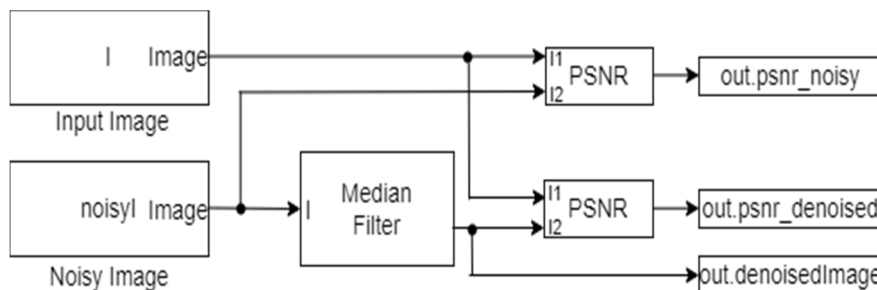 I Image
Input Image
I1
I2
PSNR
out.psnr_noisy
noisyI Image
Noisy Image
I
Median
Filter
I1
I2
PSNR
out.psnr_denoised
out.denoisedImage